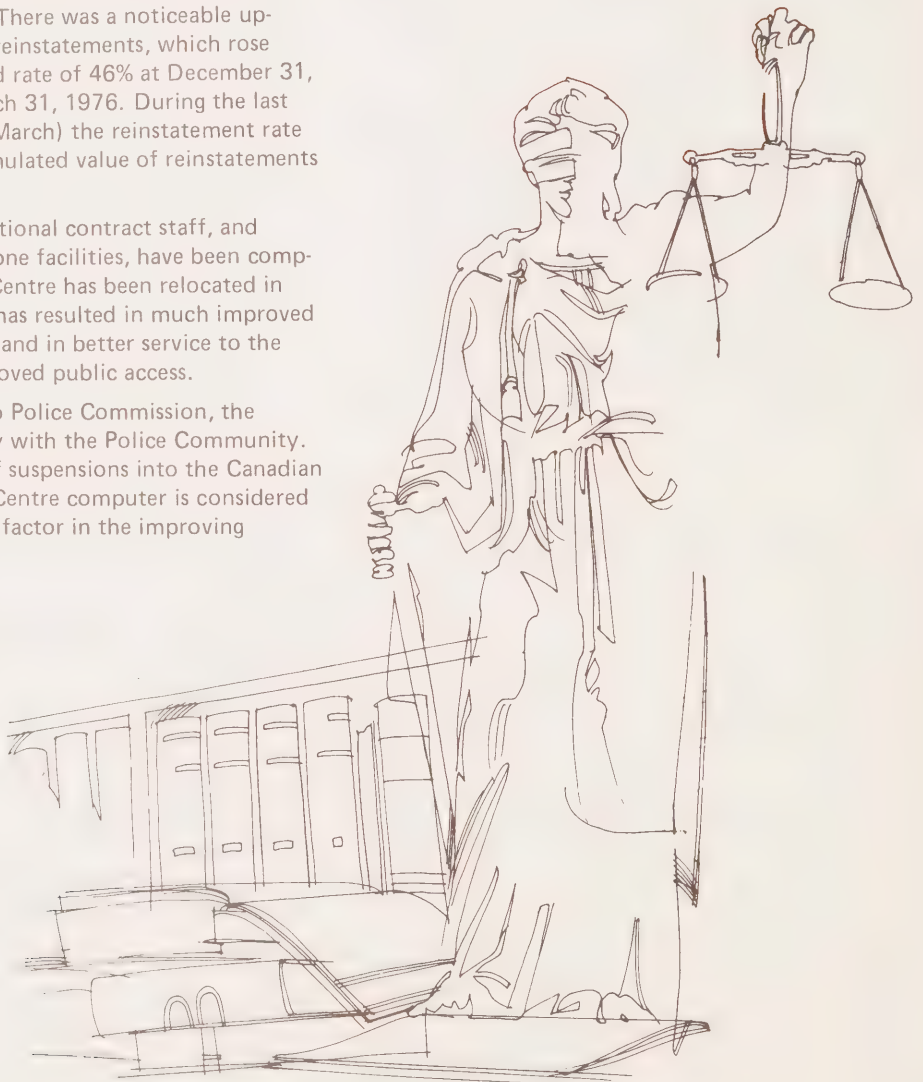 There was a noticeable up-
einstatements, which rose
d rate of 46% at December 31,
ch 31, 1976. During the last
March) the reinstatement rate
nulated value of reinstatements
tional contract staff, and
one facilities, have been comp-
Centre has been relocated in
has resulted in much improved
and in better service to the
oved public access.
o Police Commission, the
y with the Police Community.
f suspensions into the Canadian
Centre computer is considered
factor in the improving